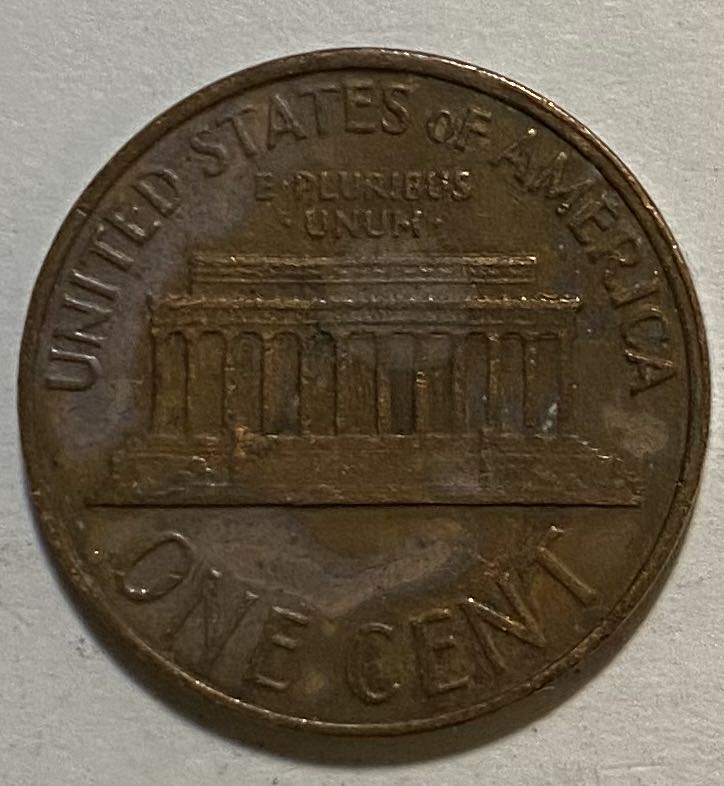 UNITED STATES OF AMERICA
E·PLURIBUS
·UNUM·
ONE CENT